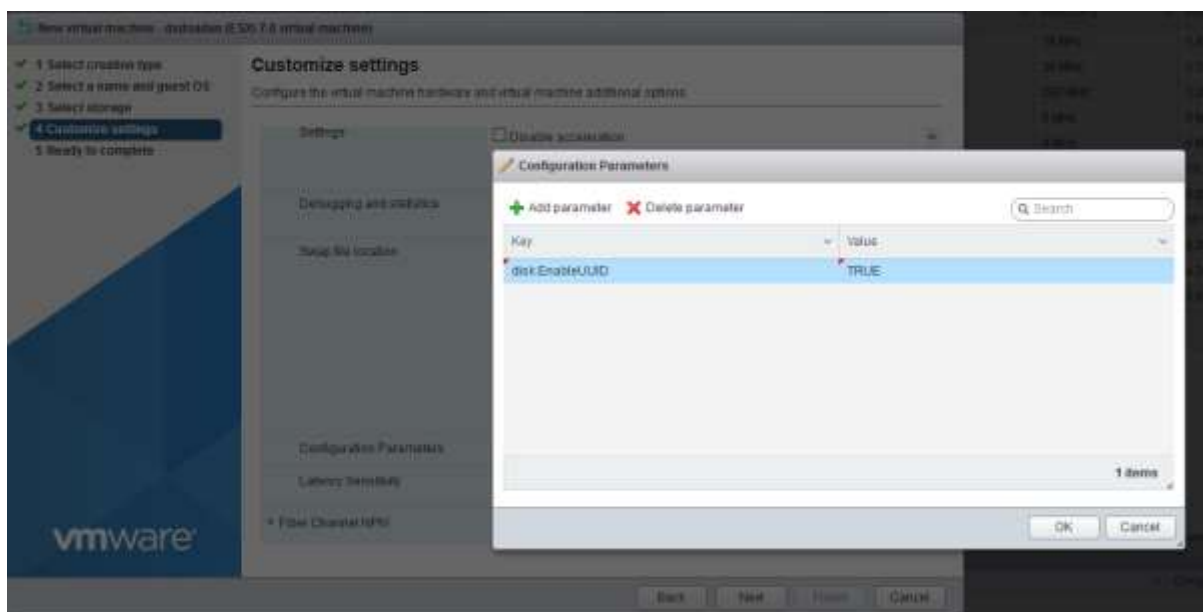 New virtual machine - (ESXi 7.0 virtual machine)
1 Select creation type
2 Select a name and guest OS
3 Select storage
4 Customize settings
5 Ready to complete
Customize settings
Configure the virtual machine hardware and virtual machine additional options
Settings
Disable acceleration
Debugging and statistics
Swap file location
Configuration Parameters
Latency Sensitivity
Fiber Channel NPIV
Configuration Parameters
Add parameter Delete parameter Search
Key Value
disk.EnableUUID TRUE
1 items
OK Cancel
vmware
Back Next Finish Cancel